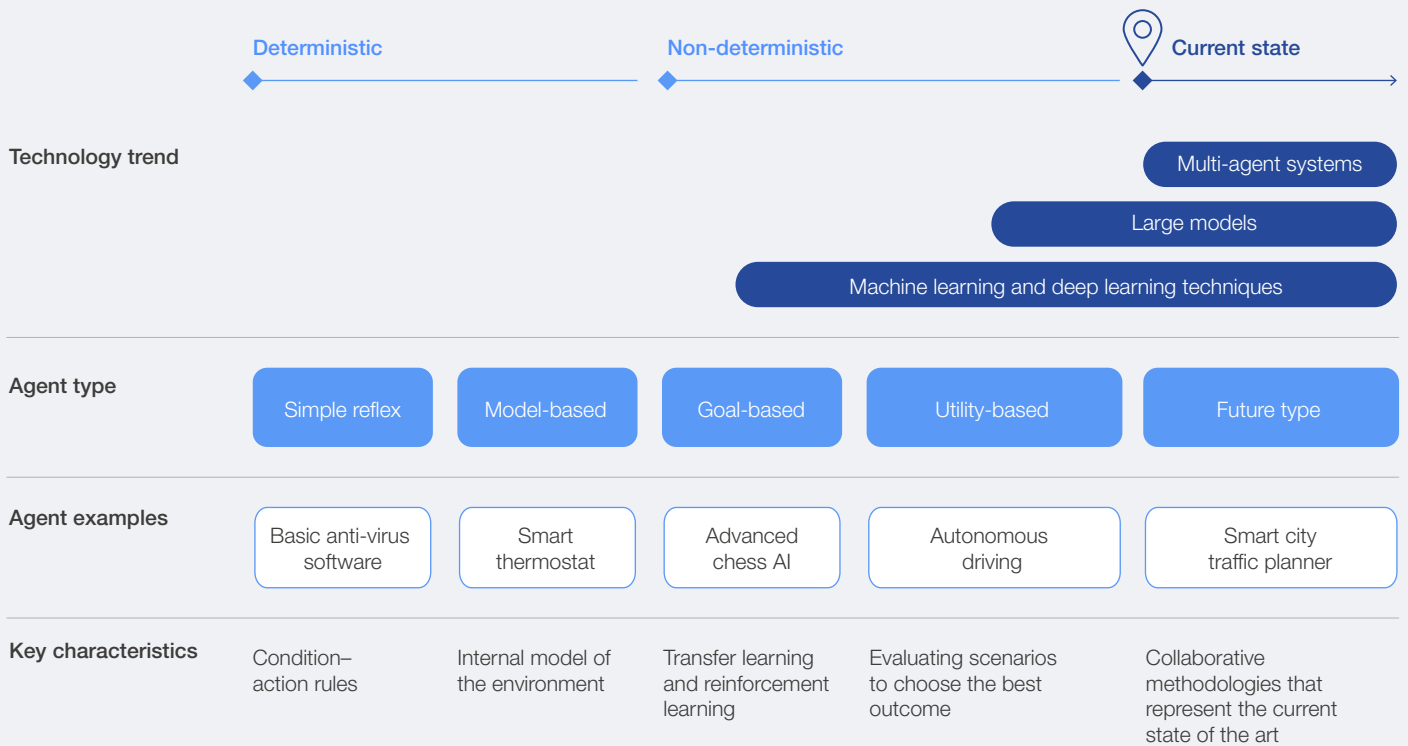 Deterministic
Non-deterministic
Current state
Technology trend
Multi-agent systems
Large models
Machine learning and deep learning techniques
Agent type
Simple reflex
Model-based
Goal-based
Utility-based
Future type
Agent examples
Basic anti-virus
software
Smart
thermostat
Advanced
chess AI
Autonomous
driving
Smart city
traffic planner
Key characteristics
Condition–
action rules
Internal model of
the environment
Transfer learning
and reinforcement
learning
Evaluating scenarios
to choose the best
outcome
Collaborative
methodologies that
represent the current
state of the art